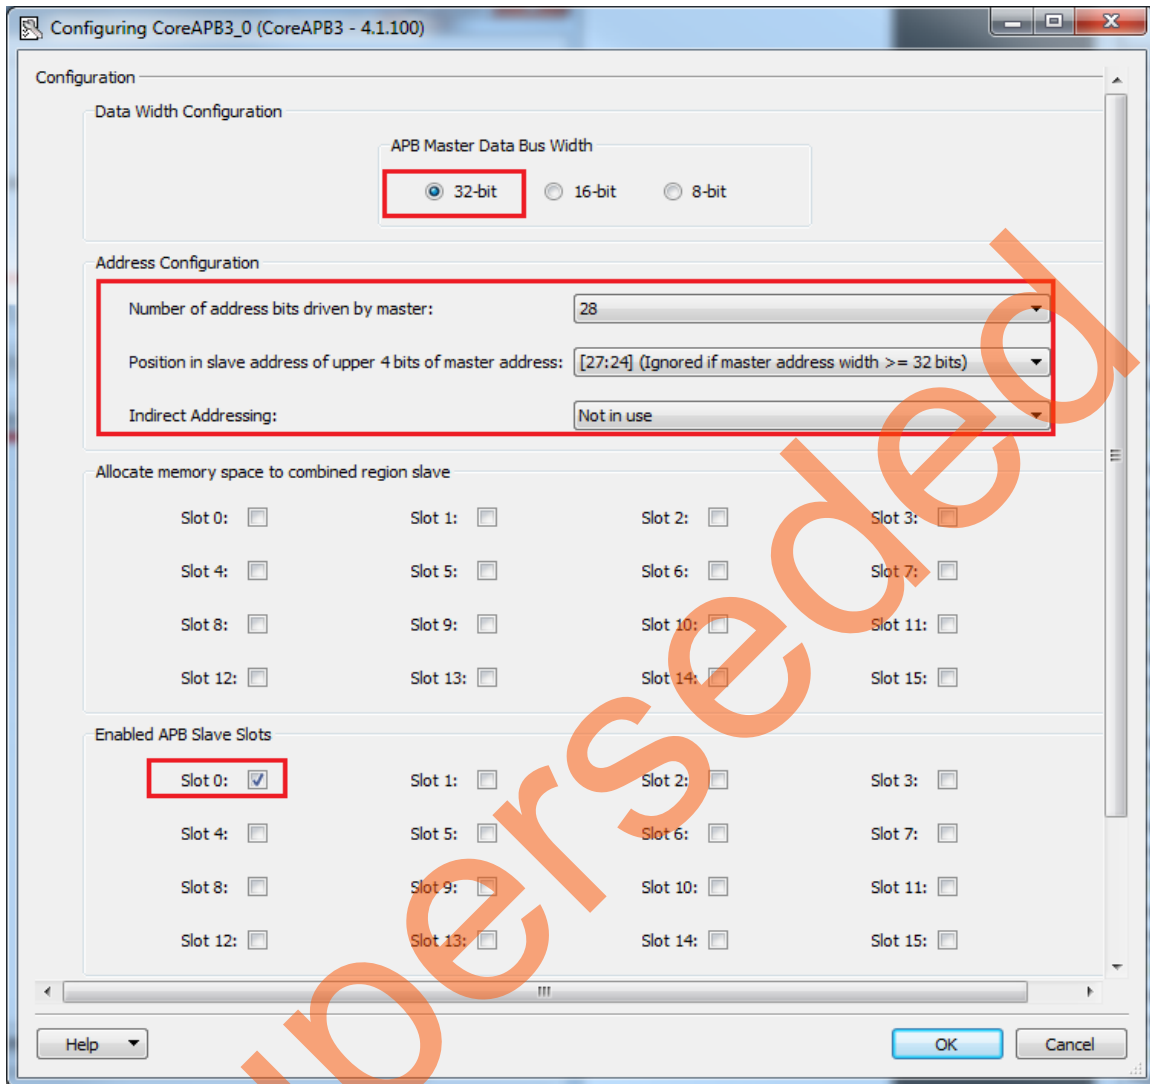 Configuring CoreAPB3_0 (CoreAPB3 - 4.1.100)
Configuration
Data Width Configuration
APB Master Data Bus Width
32-bit 16-bit 8-bit
Address Configuration
Number of address bits driven by master: 28
Position in slave address of upper 4 bits of master address: [27:24] (Ignored if master address width >= 32 bits)
Indirect Addressing: Not in use
Allocate memory space to combined region slave
Slot 0: Slot 1: Slot 2: Slot 3:
Slot 4: Slot 5: Slot 6: Slot 7:
Slot 8: Slot 9: Slot 10: Slot 11:
Slot 12: Slot 13: Slot 14: Slot 15:
Enabled APB Slave Slots
Slot 0: Slot 1: Slot 2: Slot 3:
Slot 4: Slot 5: Slot 6: Slot 7:
Slot 8: Slot 9: Slot 10: Slot 11:
Slot 12: Slot 13: Slot 14: Slot 15:
Help OK Cancel
uperseded